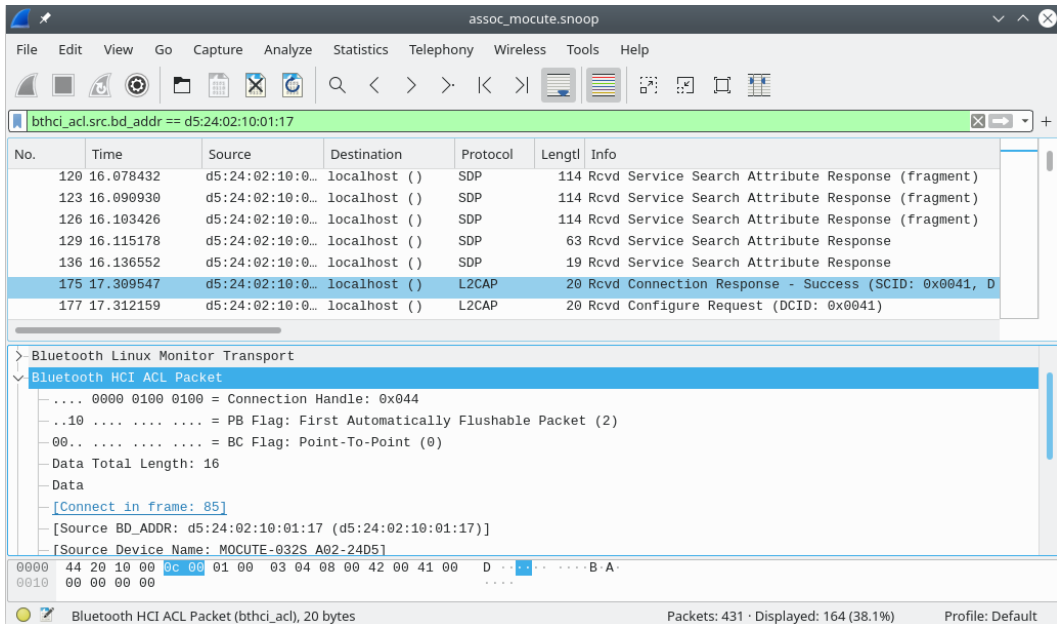 assoc_mocute.snoop
File Edit View Go Capture Analyze Statistics Telephony Wireless Tools Help
bthci_acl.src.bd_addr == d5:24:02:10:01:17
No. Time Source Destination Protocol Lengtl Info
120 16.078432 d5:24:02:10:0… localhost () SDP 114 Rcvd Service Search Attribute Response (fragment)
123 16.090930 d5:24:02:10:0… localhost () SDP 114 Rcvd Service Search Attribute Response (fragment)
126 16.103426 d5:24:02:10:0… localhost () SDP 114 Rcvd Service Search Attribute Response (fragment)
129 16.115178 d5:24:02:10:0… localhost () SDP 63 Rcvd Service Search Attribute Response
136 16.136552 d5:24:02:10:0… localhost () SDP 19 Rcvd Service Search Attribute Response
175 17.309547 d5:24:02:10:0… localhost () L2CAP 20 Rcvd Connection Response - Success (SCID: 0x0041, D
177 17.312159 d5:24:02:10:0… localhost () L2CAP 20 Rcvd Configure Request (DCID: 0x0041)
Bluetooth Linux Monitor Transport
Bluetooth HCI ACL Packet
.... 0000 0100 0100 = Connection Handle: 0x044
..10 .... .... .... = PB Flag: First Automatically Flushable Packet (2)
00.. .... .... .... = BC Flag: Point-To-Point (0)
Data Total Length: 16
Data
[Connect in frame: 85]
[Source BD_ADDR: d5:24:02:10:01:17 (d5:24:02:10:01:17)]
[Source Device Name: MOCUTE-032S A02-24D5]
0000 44 20 10 00 0c 00 01 00 03 04 08 00 42 00 41 00 D ······· ····B·A·
0010 00 00 00 00 ····
Bluetooth HCI ACL Packet (bthci_acl), 20 bytes Packets: 431 · Displayed: 164 (38.1%) Profile: Default